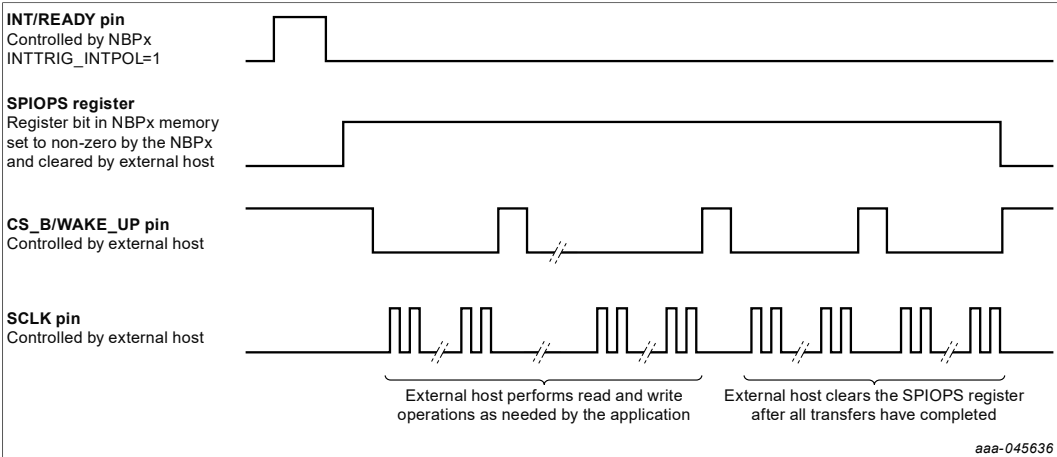 INT/READY pin
Controlled by NBPx
INTTRIG_INTPOL=1
SPIOPS register
Register bit in NBPx memory
set to non-zero by the NBPx
and cleared by external host
CS_B/WAKE_UP pin
Controlled by external host
SCLK pin
Controlled by external host
External host performs read and write
operations as needed by the application
External host clears the SPIOPS register
after all transfers have completed
aaa-045636